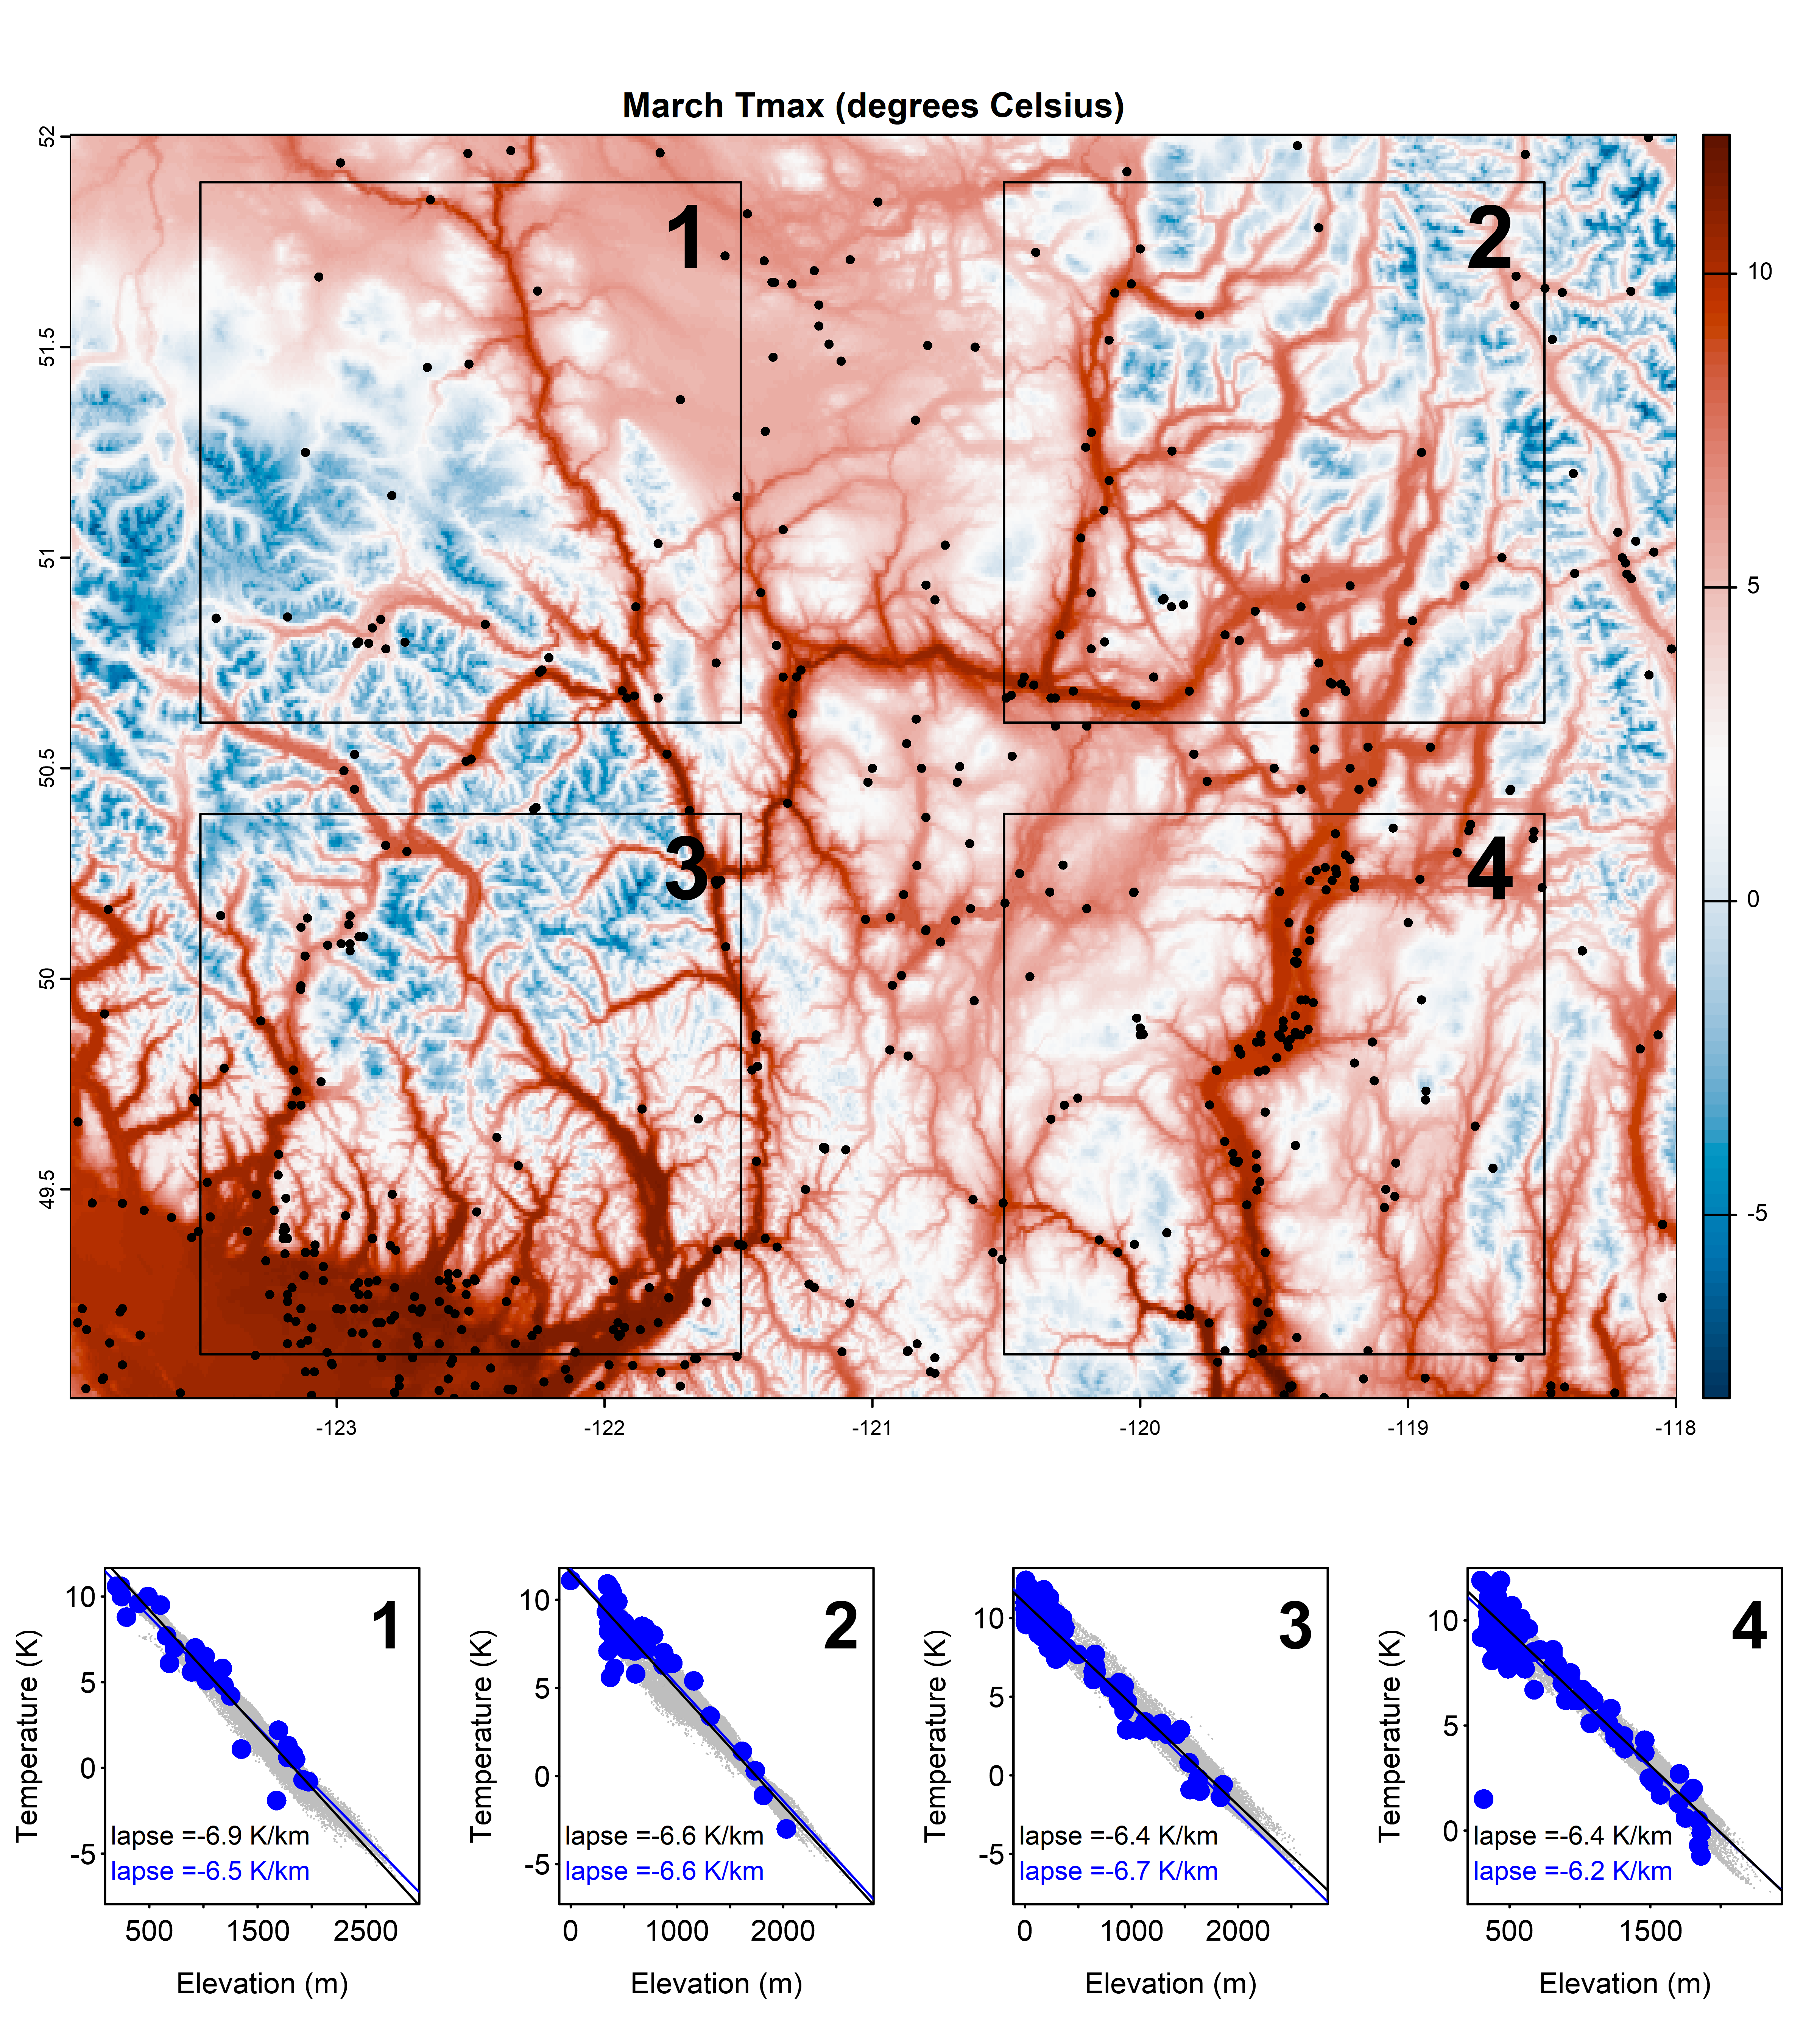 March Tmax (degrees Celsius)
52
51.5
51
50.5
50
49.5
-123
-122
-121
-120
-119
-118
10
5
0
-5
1
2
3
4
1
Temperature (K)
10
5
0
-5
lapse =-6.9 K/km
lapse =-6.5 K/km
500
1500
2500
Elevation (m)
2
Temperature (K)
10
5
0
-5
lapse =-6.6 K/km
lapse =-6.6 K/km
0
1000
2000
Elevation (m)
3
Temperature (K)
10
5
0
-5
lapse =-6.4 K/km
lapse =-6.7 K/km
0
1000
2000
Elevation (m)
4
Temperature (K)
10
5
0
lapse =-6.4 K/km
lapse =-6.2 K/km
500
1500
Elevation (m)